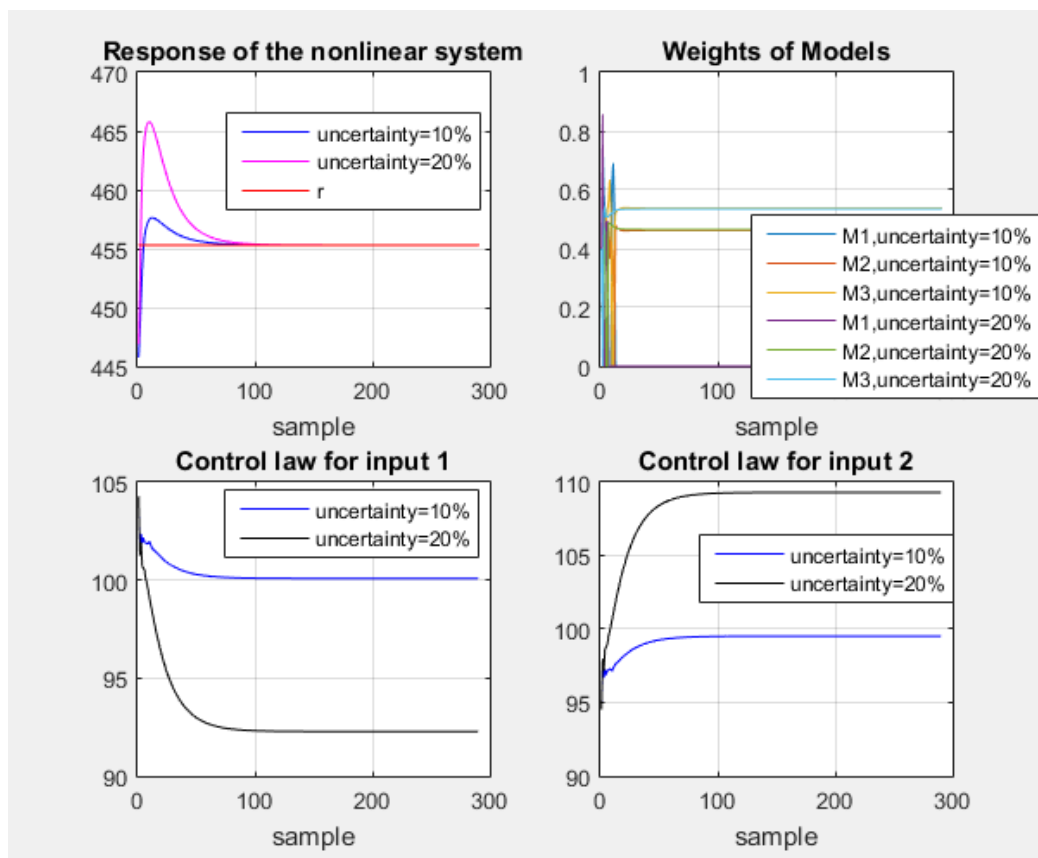 Response of the nonlinear system
470
465
460
455
450
445
0
100
200
300
sample
uncertainty=10%
uncertainty=20%
r
Weights of Models
1
0.8
0.6
0.4
0.2
0
0
100
sample
M1,uncertainty=10%
M2,uncertainty=10%
M3,uncertainty=10%
M1,uncertainty=20%
M2,uncertainty=20%
M3,uncertainty=20%
Control law for input 1
105
100
95
90
0
100
200
300
sample
uncertainty=10%
uncertainty=20%
Control law for input 2
110
105
100
95
90
0
100
200
300
sample
uncertainty=10%
uncertainty=20%